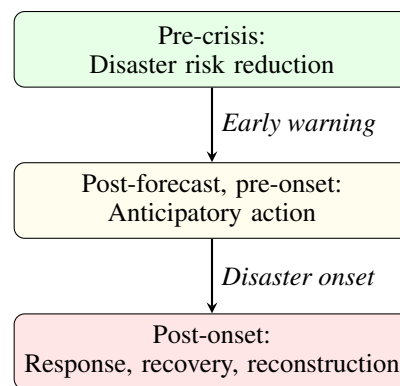 Pre-crisis:
Disaster risk reduction
Early warning
Post-forecast, pre-onset:
Anticipatory action
Disaster onset
Post-onset:
Response, recovery, reconstruction